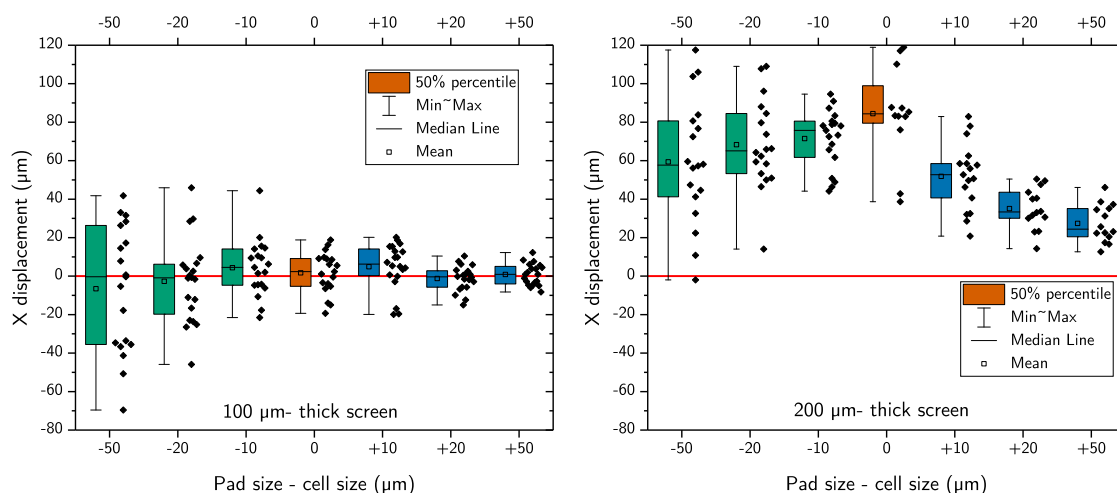 -50 -20 -10 0 +10 +20 +50
120
100
80
60
40
20
0
-20
-40
-60
-80
X displacement (µm)
50% percentile
Min~Max
Median Line
Mean
100 µm- thick screen
-50 -20 -10 0 +10 +20 +50
Pad size - cell size (µm)
-50 -20 -10 0 +10 +20 +50
120
100
80
60
40
20
0
-20
-40
-60
-80
X displacement (µm)
50% percentile
Min~Max
Median Line
Mean
200 µm- thick screen
-50 -20 -10 0 +10 +20 +50
Pad size - cell size (µm)